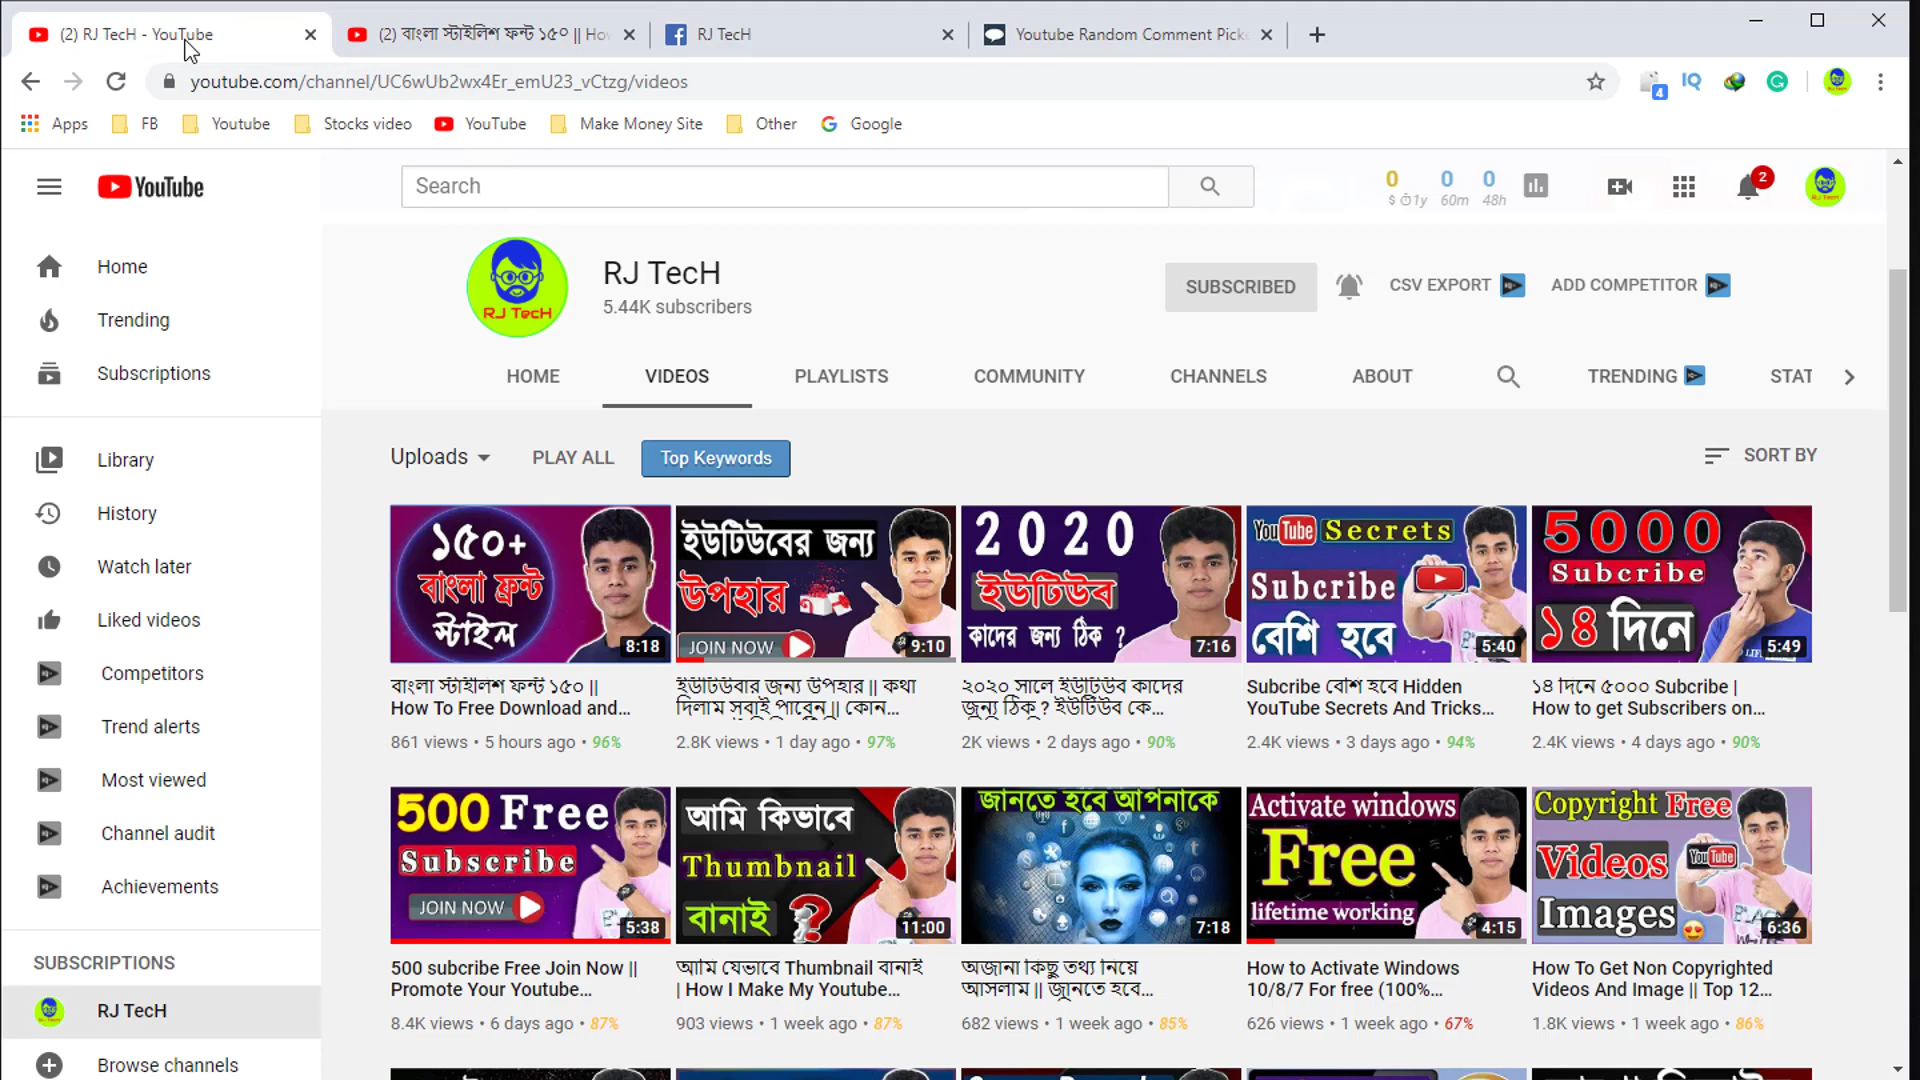 (2) RJ TecH - YouTube
(2) বাংলা স্টাইলিশ ফন্ট ১৫০ || Ho
RJ TecH
Youtube Random Comment Pick
youtube.com/channel/UC6wUb2wx4Er_emU23_vCtzg/videos
4
IQ
Apps
FB
Youtube
Stocks video
YouTube
Make Money Site
Other
Google
YouTube
Search
0 0 0
$ 1y 60m 48h
2
Home
Trending
Subscriptions
Library
History
Watch later
Liked videos
Competitors
Trend alerts
Most viewed
Channel audit
Achievements
SUBSCRIPTIONS
RJ TecH
Browse channels
RJ TecH
RJ TecH
5.44K subscribers
SUBSCRIBED
CSV EXPORT
ADD COMPETITOR
HOME
VIDEOS
PLAYLISTS
COMMUNITY
CHANNELS
ABOUT
TRENDING
STAT
Uploads
PLAY ALL
Top Keywords
SORT BY
১৫০+
বাংলা ফ্রন্ট
স্টাইল
8:18
বাংলা স্টাইলিশ ফন্ট ১৫০ ||
How To Free Download and...
861 views • 5 hours ago • 96%
ইউটিউবের জন্য
উপহার
JOIN NOW
9:10
ইউটিউবার জন্য উপহার || কথা
দিলাম সবাই পাবেন || কোন...
2.8K views • 1 day ago • 97%
2020
ইউটিউব
কাদের জন্য ঠিক ?
7:16
২০২০ সালে ইউটিউব কাদের
জন্য ঠিক ? ইউটিউব কে...
2K views • 2 days ago • 90%
YouTube Secrets
Subcribe
বেশি হবে
5:40
Subcribe বেশি হবে Hidden
YouTube Secrets And Tricks...
2.4K views • 3 days ago • 94%
5000
Subcribe
১৪ দিনে
5:49
১৪ দিনে ৫০০০ Subcribe |
How to get Subscribers on...
2.4K views • 4 days ago • 90%
500 Free
Subscribe
JOIN NOW
5:38
500 subcribe Free Join Now ||
Promote Your Youtube...
8.4K views • 6 days ago • 87%
আমি কিভাবে
Thumbnail
বানাই
11:00
আমি যেভাবে Thumbnail বানাই
| How I Make My Youtube...
903 views • 1 week ago • 87%
জানতে হবে আপনাকে
7:18
অজানা কিছু তথ্য নিয়ে
আসলাম || জানতে হবে...
682 views • 1 week ago • 85%
Activate windows
Free
lifetime working
4:15
How to Activate Windows
10/8/7 For free (100%...
626 views • 1 week ago • 67%
Copyright Free
Videos
YouTube
Images
6:36
How To Get Non Copyrighted
Videos And Image || Top 12...
1.8K views • 1 week ago • 86%